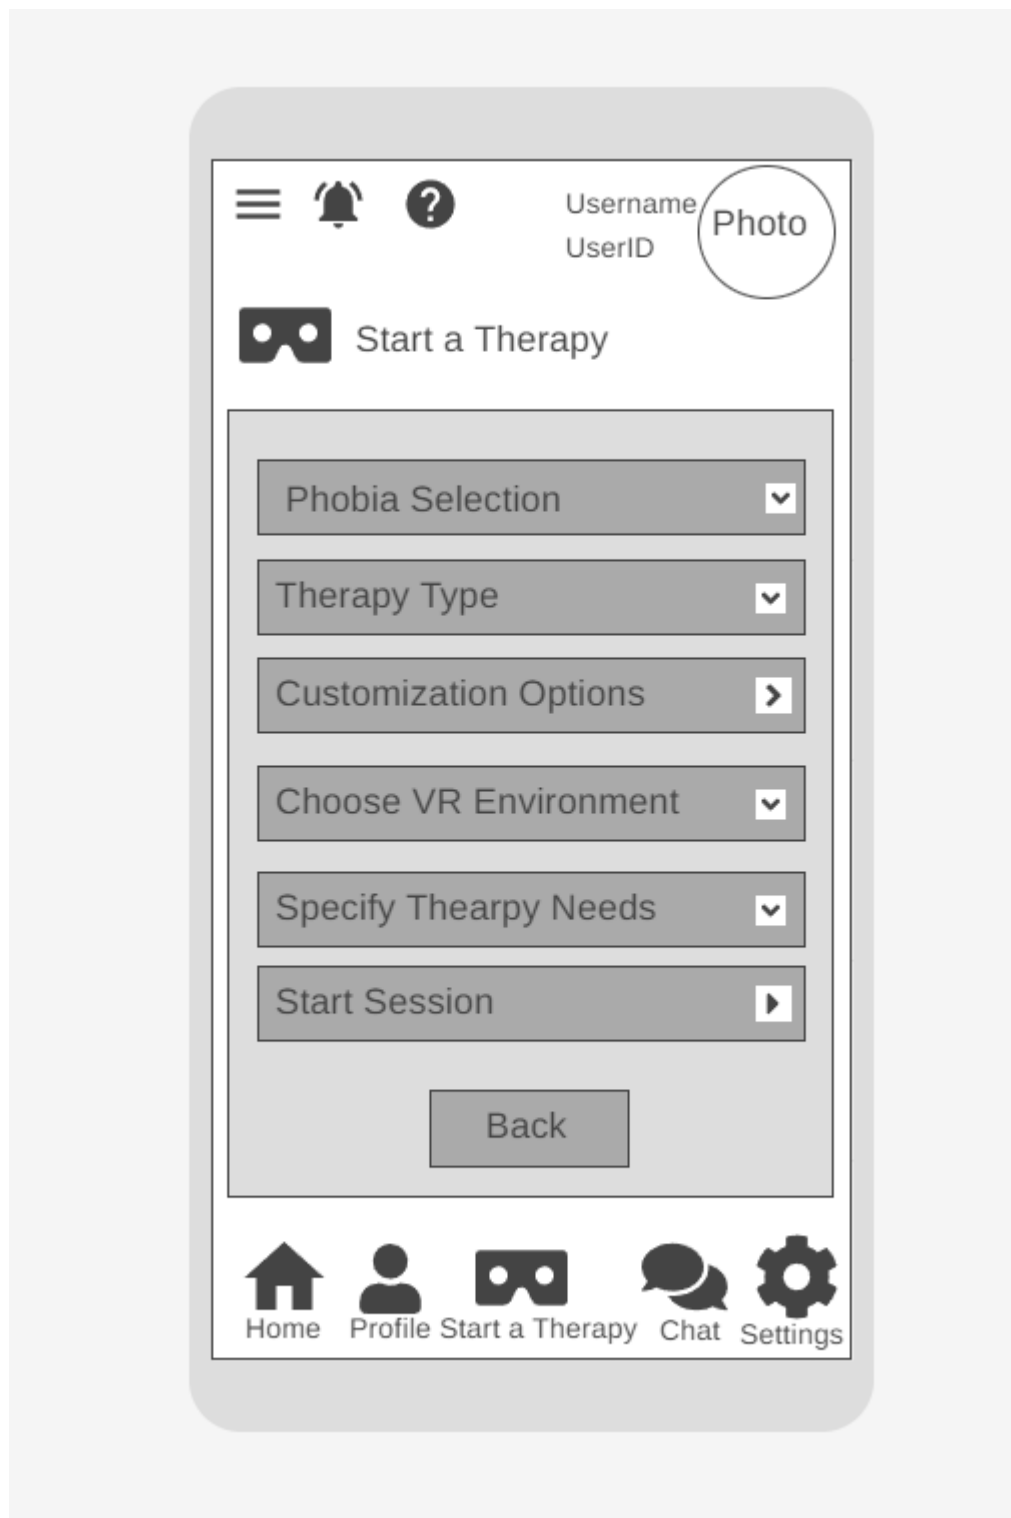 Username
UserID
Photo
Start a Therapy
Phobia Selection
Therapy Type
Customization Options
Choose VR Environment
Specify Thearpy Needs
Start Session
Back
Home Profile Start a Therapy Chat Settings